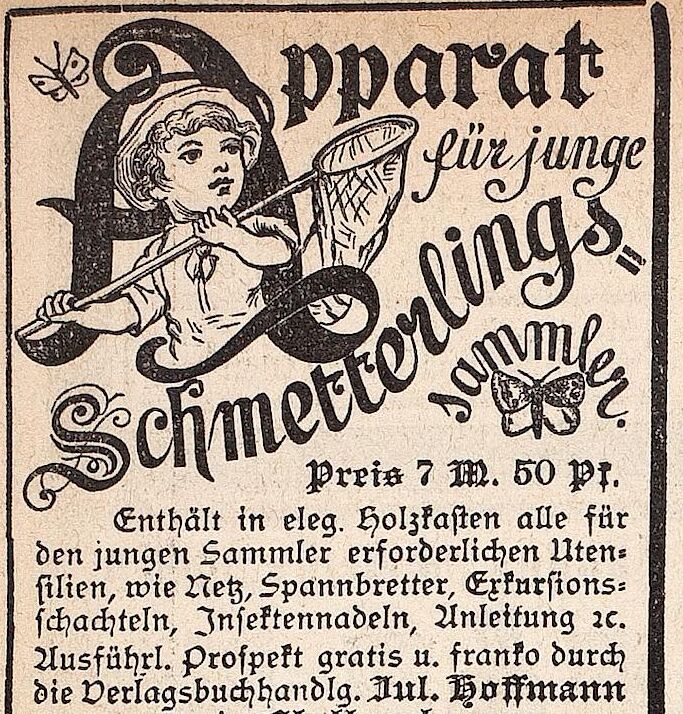 Apparat
für junge
Schmetterlings-
sammler.
Preis 7 M. 50 Pf.
Enthält in eleg. Holzkasten alle für
den jungen Sammler erforderlichen Uten-
silien, wie Netz, Spannbretter, Exkursions-
schachteln, Insektennadeln, Anleitung ꝛc.
Ausführl. Prospekt gratis u. franko durch
die Verlagsbuchhandlg. Jul. Hoffmann